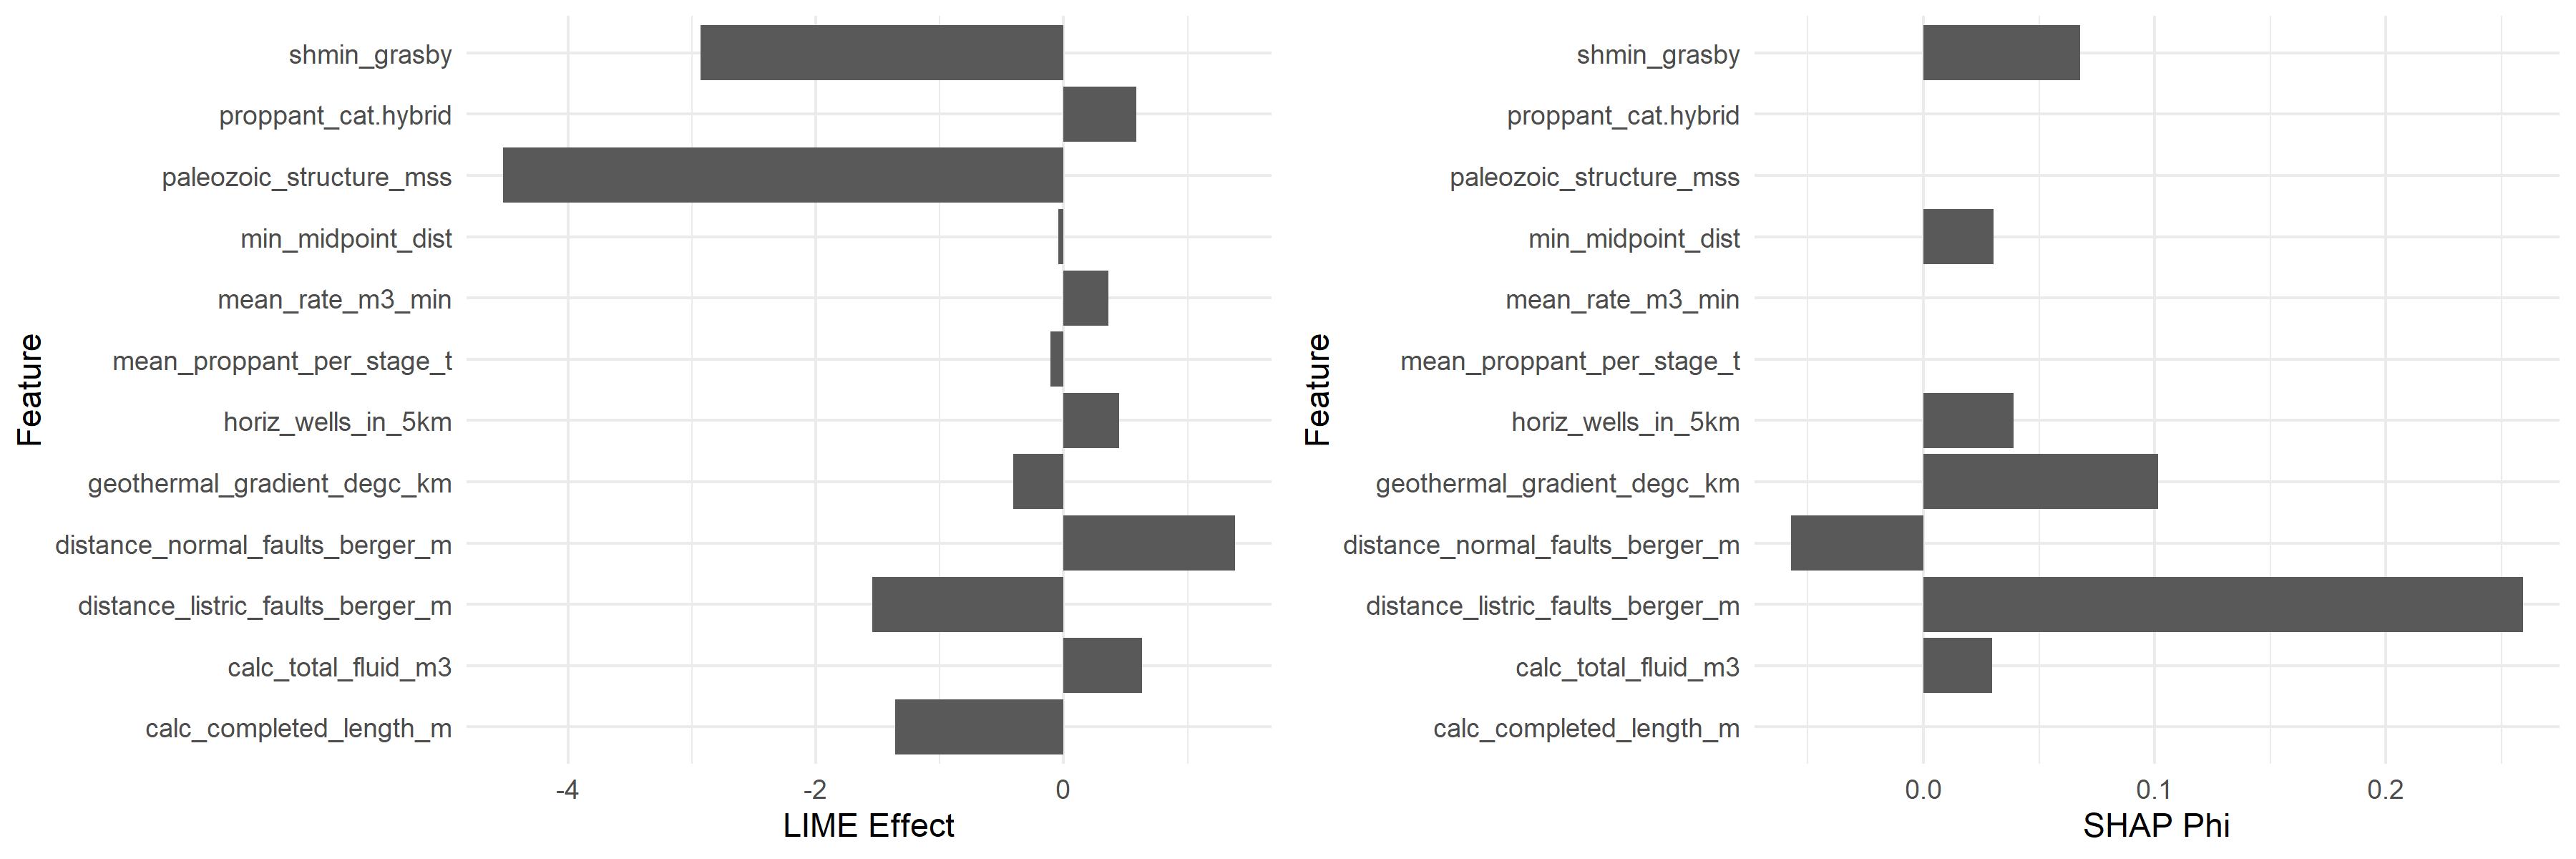 Feature
shmin_grasby
proppant_cat.hybrid
paleozoic_structure_mss
min_midpoint_dist
mean_rate_m3_min
mean_proppant_per_stage_t
horiz_wells_in_5km
geothermal_gradient_degc_km
distance_normal_faults_berger_m
distance_listric_faults_berger_m
calc_total_fluid_m3
calc_completed_length_m
-4 -2 0
LIME Effect
Feature
shmin_grasby
proppant_cat.hybrid
paleozoic_structure_mss
min_midpoint_dist
mean_rate_m3_min
mean_proppant_per_stage_t
horiz_wells_in_5km
geothermal_gradient_degc_km
distance_normal_faults_berger_m
distance_listric_faults_berger_m
calc_total_fluid_m3
calc_completed_length_m
0.0 0.1 0.2
SHAP Phi